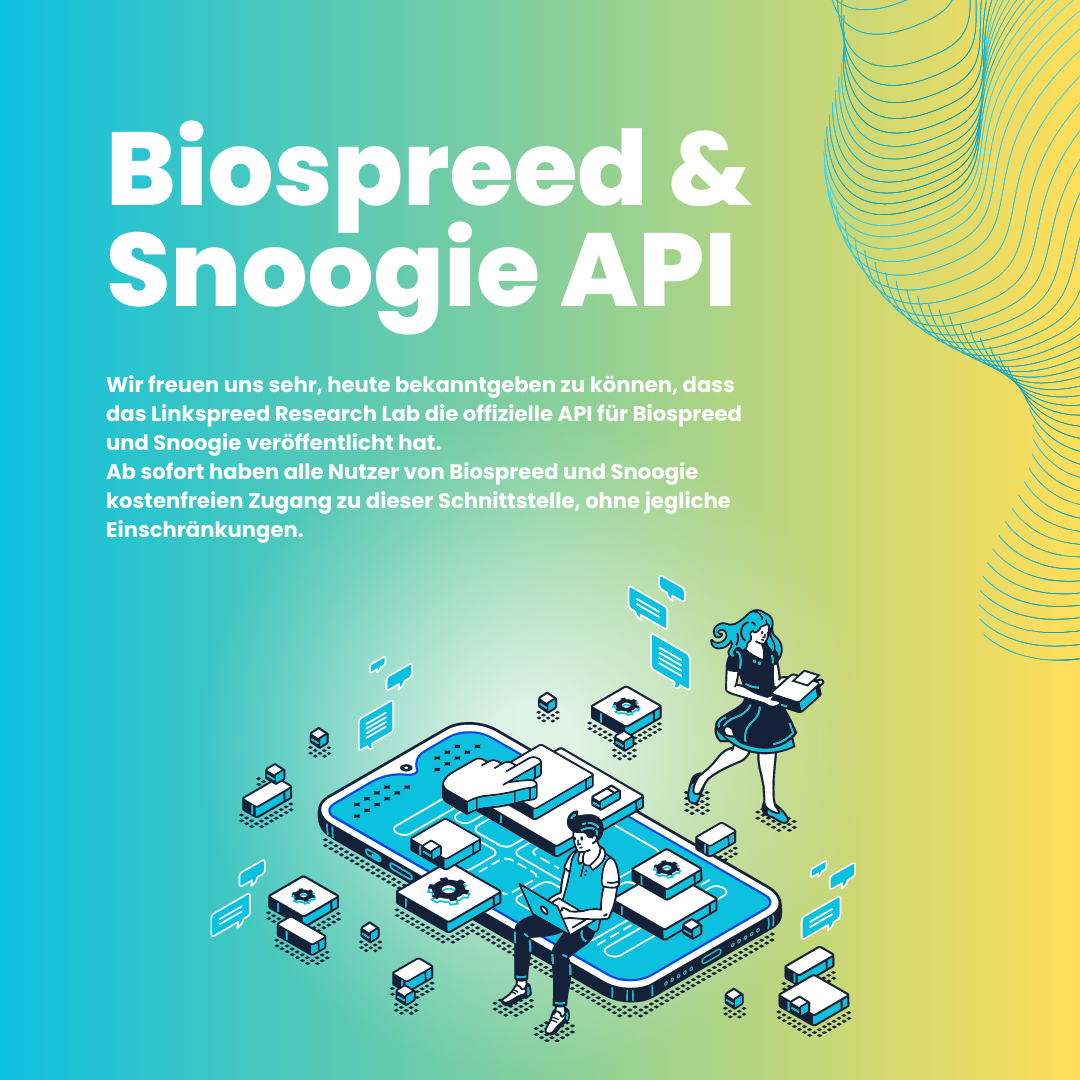 Biospreed &
Snoogie API
Wir freuen uns sehr, heute bekanntgeben zu können, dass
das Linkspreed Research Lab die offizielle API für Biospreed
und Snoogie veröffentlicht hat.
Ab sofort haben alle Nutzer von Biospreed und Snoogie
kostenfreien Zugang zu dieser Schnittstelle, ohne jegliche
Einschränkungen.